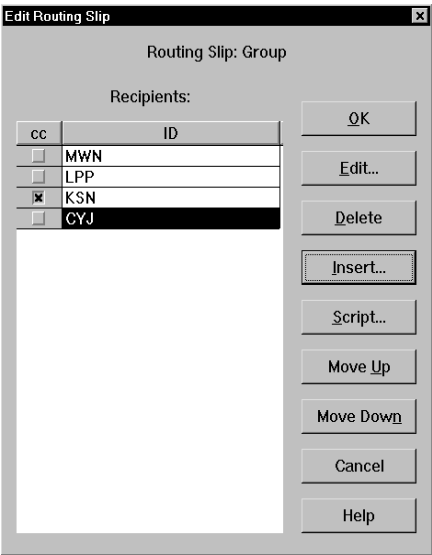 Edit Routing Slip
Routing Slip: Group
Recipients:
cc ID
MWN
LPP
KSN
CYJ
OK
Edit...
Delete
Insert...
Script...
Move Up
Move Down
Cancel
Help